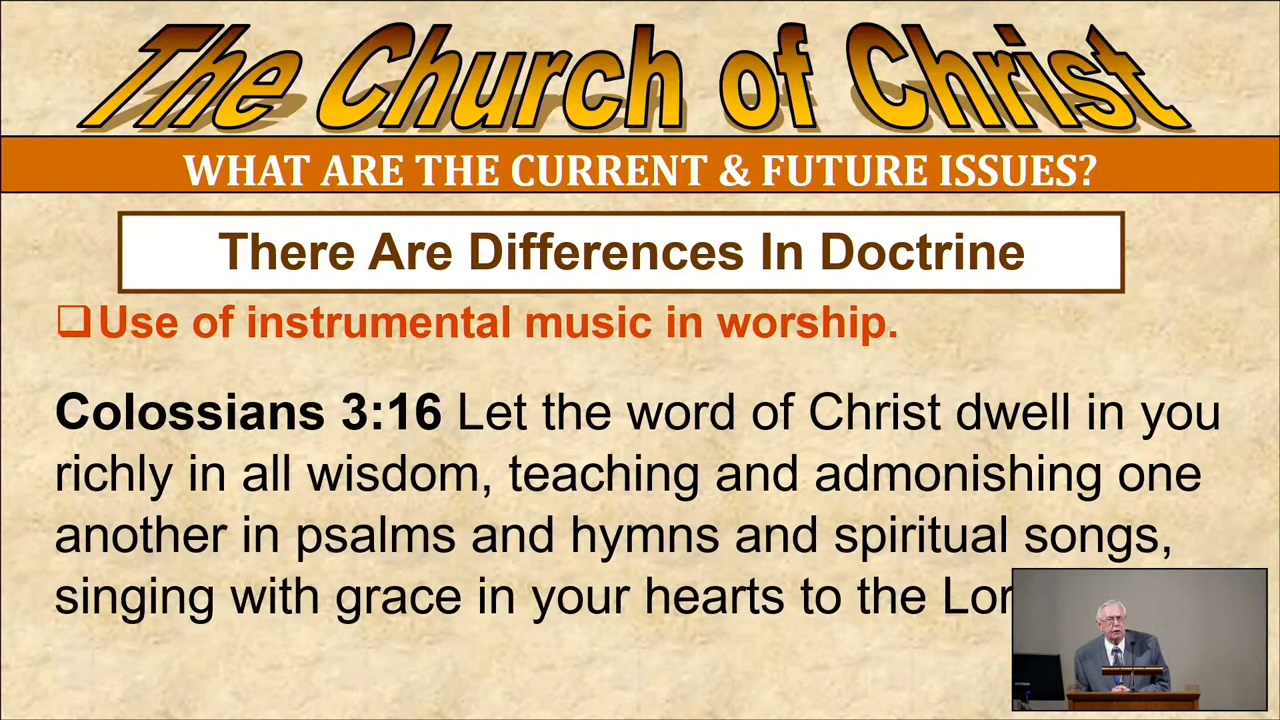 The Church of Christ
WHAT ARE THE CURRENT & FUTURE ISSUES?
There Are Differences In Doctrine
❑Use of instrumental music in worship.
Colossians 3:16 Let the word of Christ dwell in you
richly in all wisdom, teaching and admonishing one
another in psalms and hymns and spiritual songs,
singing with grace in your hearts to the Lor